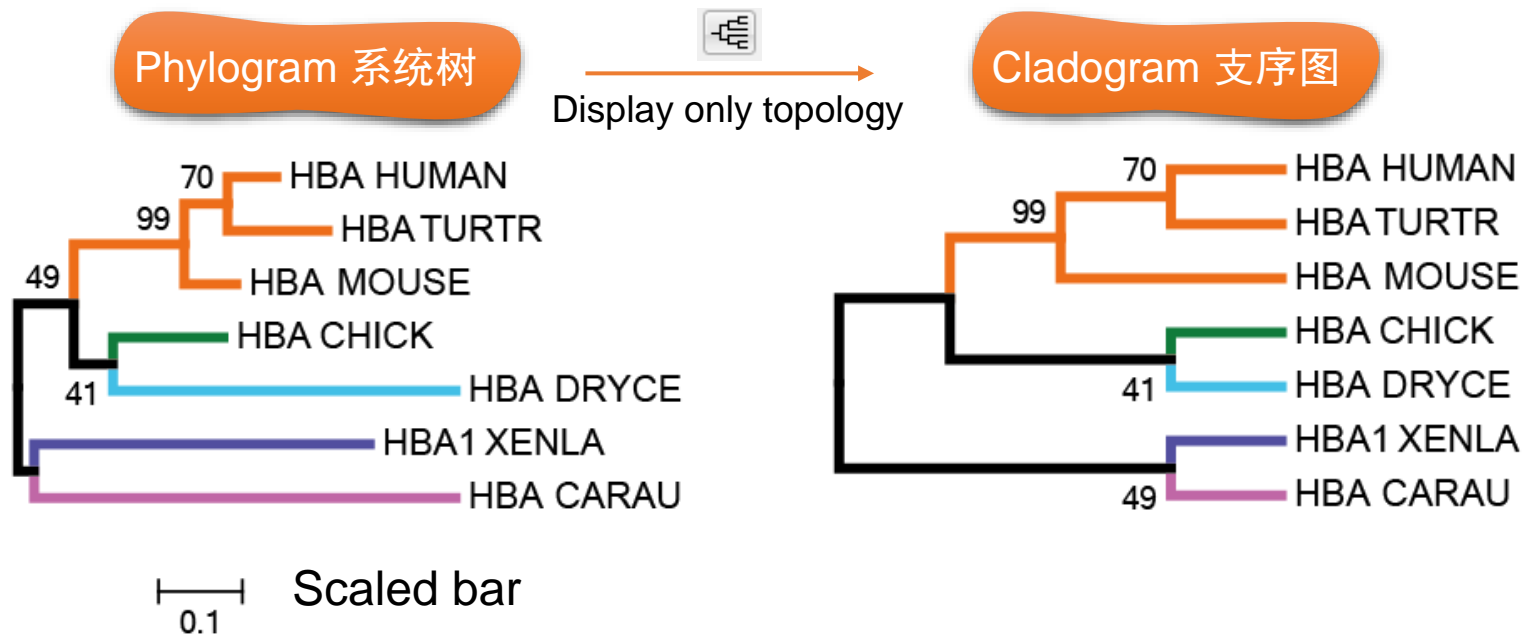 Phylogram 系统树
Display only topology
Cladogram 支序图
70
HBA HUMAN
99
HBA TURTR
49
HBA MOUSE
HBA CHICK
41
HBA DRYCE
HBA1 XENLA
HBA CARAU
0.1
Scaled bar
70
HBA HUMAN
99
HBA TURTR
HBA MOUSE
HBA CHICK
41
HBA DRYCE
HBA1 XENLA
49
HBA CARAU